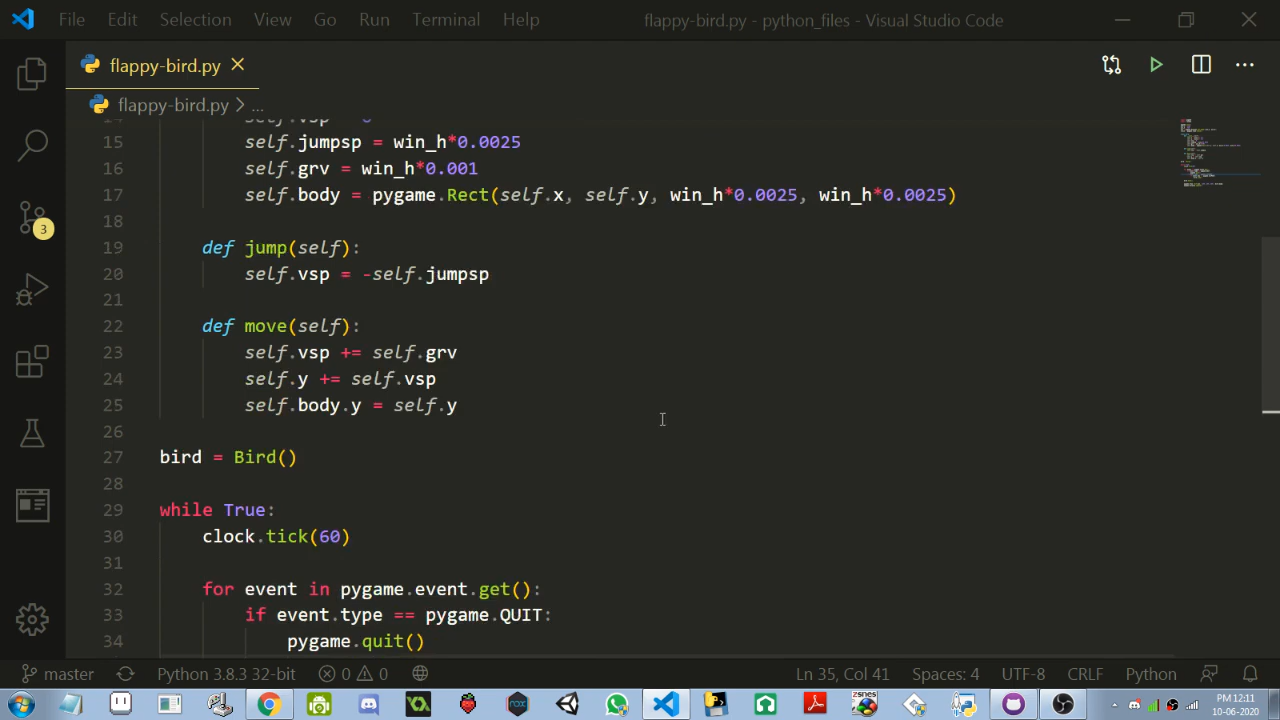 File Edit Selection View Go Run Terminal Help flappy-bird.py - python_files - Visual Studio Code
flappy-bird.py
flappy-bird.py > ...
15 self.jumpsp = win_h*0.0025
16 self.grv = win_h*0.001
17 self.body = pygame.Rect(self.x, self.y, win_h*0.0025, win_h*0.0025)
18
19 def jump(self):
20 self.vsp = -self.jumpsp
21
22 def move(self):
23 self.vsp += self.grv
24 self.y += self.vsp
25 self.body.y = self.y
26
27 bird = Bird()
28
29 while True:
30 clock.tick(60)
31
32 for event in pygame.event.get():
33 if event.type == pygame.QUIT:
34 pygame.quit()
3
master Python 3.8.3 32-bit 0 0 Ln 35, Col 41 Spaces: 4 UTF-8 CRLF Python
PM 12:11
10-06-2020